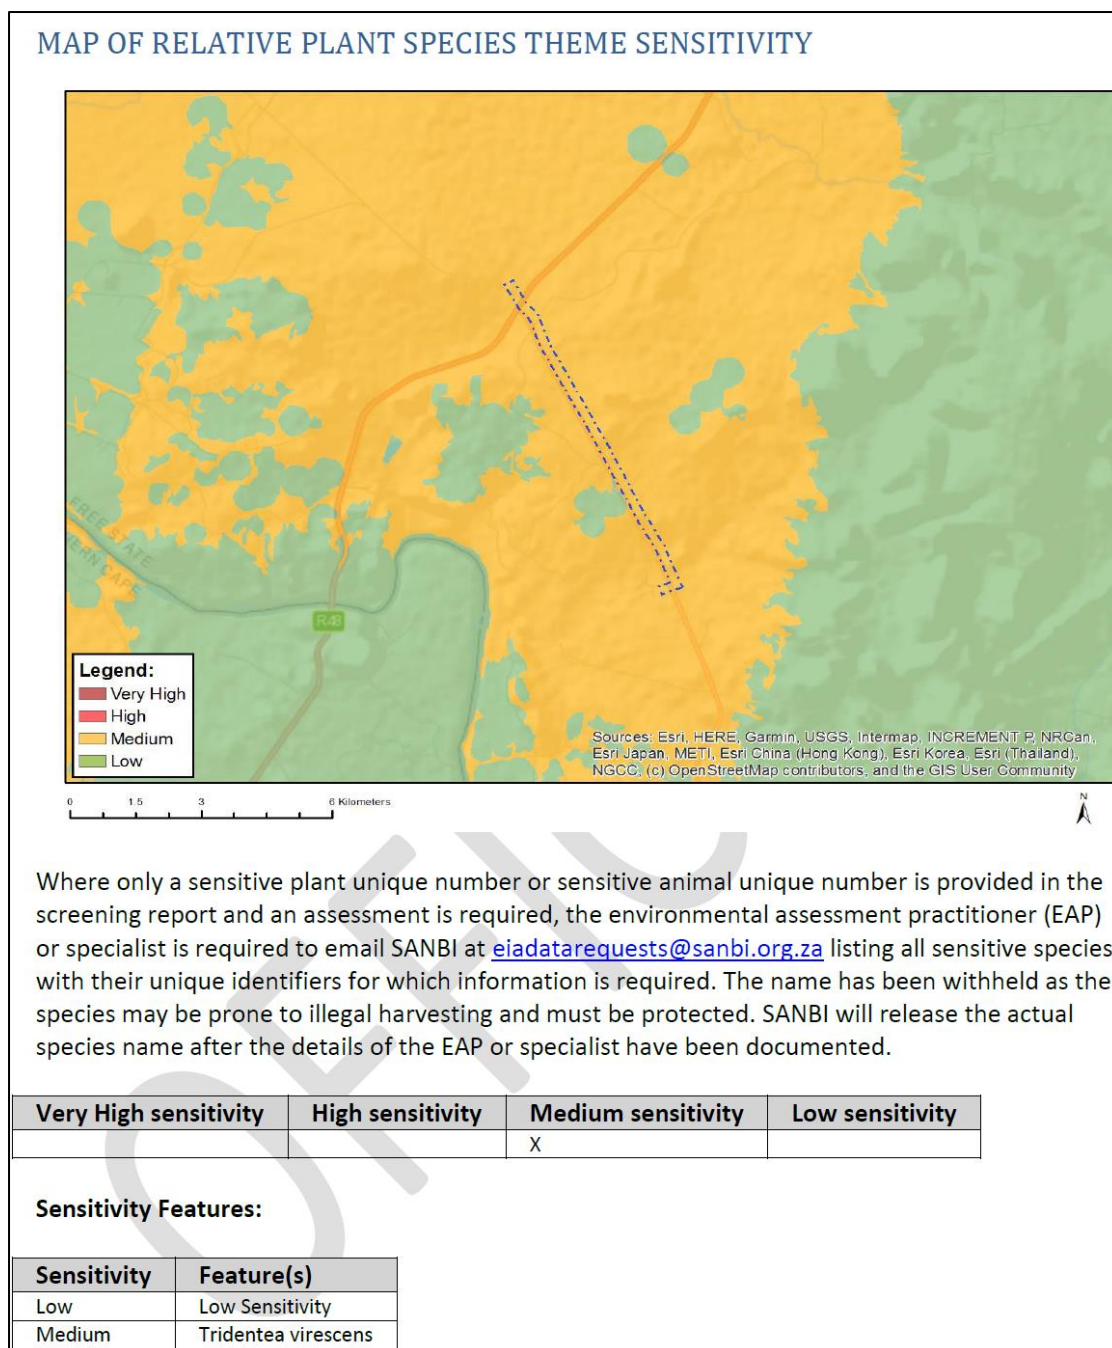 MAP OF RELATIVE PLANT SPECIES THEME SENSITIVITY
FREE STATE
ERN CAPE
R48
Legend:
Very High
High
Medium
Low
Sources: Esri, HERE, Garmin, USGS, Intermap, INCREMENT P, NRCan,
Esri Japan, METI, Esri China (Hong Kong), Esri Korea, Esri (Thailand),
NGCC, (c) OpenStreetMap contributors, and the GIS User Community
0 1.5 3 6 Kilometers
N
Where only a sensitive plant unique number or sensitive animal unique number is provided in the
screening report and an assessment is required, the environmental assessment practitioner (EAP)
or specialist is required to email SANBI at eiadatarequests@sanbi.org.za listing all sensitive species
with their unique identifiers for which information is required. The name has been withheld as the
species may be prone to illegal harvesting and must be protected. SANBI will release the actual
species name after the details of the EAP or specialist have been documented.
Very High sensitivity High sensitivity Medium sensitivity Low sensitivity
X
Sensitivity Features:
Sensitivity Feature(s)
Low Low Sensitivity
Medium Tridentea virescens
OFFIC